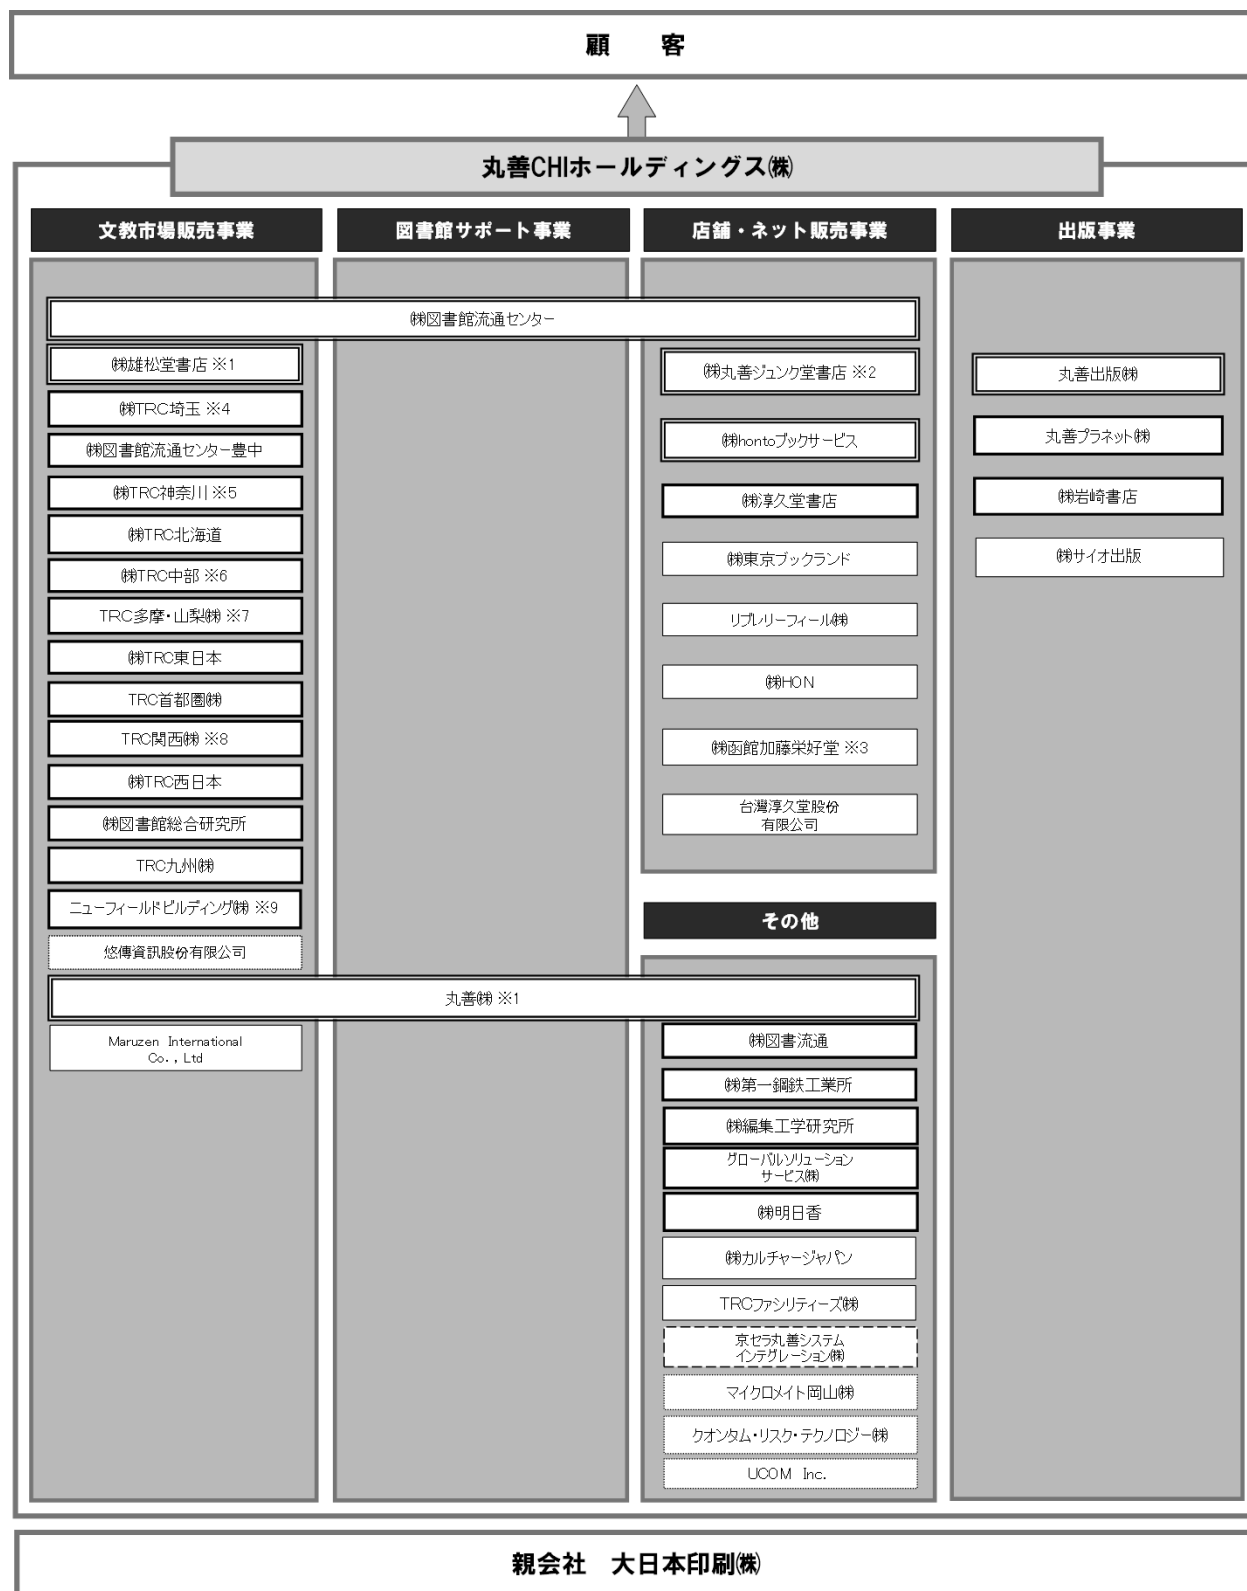 顧　客
丸善CHIホールディングス㈱
文教市場販売事業
図書館サポート事業
店舗・ネット販売事業
出版事業
㈱図書館流通センター
㈱雄松堂書店 ※1
㈱TRC埼玉 ※4
㈱図書館流通センター豊中
㈱TRC神奈川 ※5
㈱TRC北海道
㈱TRC中部 ※6
TRC多摩・山梨㈱ ※7
㈱TRC東日本
TRC首都圏㈱
TRC関西㈱ ※8
㈱TRC西日本
㈱図書館総合研究所
TRC九州㈱
ニューフィールドビルディング㈱ ※9
悠傳資訊股份有限公司
㈱丸善ジュンク堂書店 ※2
㈱hontoブックサービス
㈱淳久堂書店
㈱東京ブックランド
リブレリーフィール㈱
㈱HON
㈱函館加藤栄好堂 ※3
台灣淳久堂股份
有限公司
丸善出版㈱
丸善プラネット㈱
㈱岩崎書店
㈱サイオ出版
その他
丸善㈱ ※1
Maruzen International
Co., Ltd
㈱図書流通
㈱第一鋼鉄工業所
㈱編集工学研究所
グローバルソリューション
サービス㈱
㈱明日香
㈱カルチャージャパン
TRCファシリティーズ㈱
京セラ丸善システム
インテグレーション㈱
マイクロメイト岡山㈱
クオンタム・リスク・テクノロジー㈱
UCOM Inc.
親会社　大日本印刷㈱